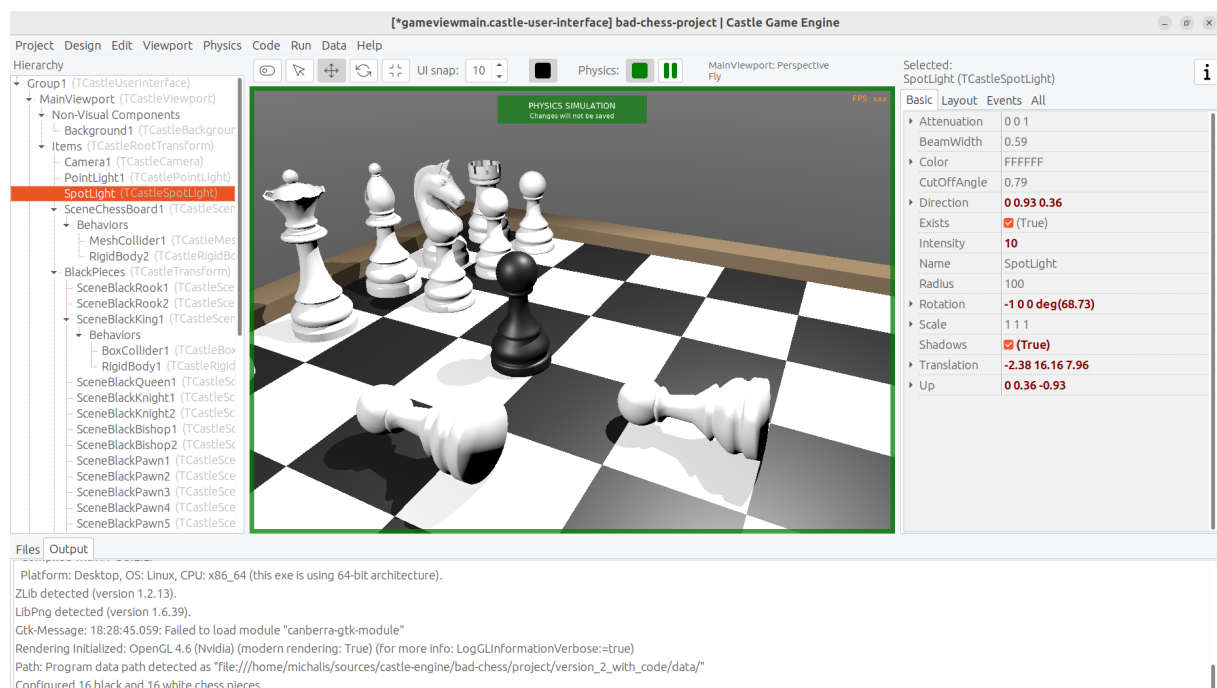 [*gameviewmain.castle-user-interface] bad-chess-project | Castle Game Engine
Project Design Edit Viewport Physics Code Run Data Help
Hierarchy
Group1 (TCastleUserInterface)
MainViewport (TCastleViewport)
Non-Visual Components
Background1 (TCastleBackgrour
Items (TCastleRootTransform)
Camera1 (TCastleCamera)
PointLight1 (TCastlePointLight)
SpotLight (TCastleSpotLight)
SceneChessBoard1 (TCastleScen
Behaviors
MeshCollider1 (TCastleMes
RigidBody2 (TCastleRigidBc
BlackPieces (TCastleTransform)
SceneBlackRook1 (TCastleSce
SceneBlackRook2 (TCastleSce
SceneBlackKing1 (TCastleScen
Behaviors
BoxCollider1 (TCastleBox
RigidBody1 (TCastleRigid
SceneBlackQueen1 (TCastleSc
SceneBlackKnight1 (TCastleSc
SceneBlackKnight2 (TCastleSc
SceneBlackBishop1 (TCastleSc
SceneBlackBishop2 (TCastleSc
SceneBlackPawn1 (TCastleSce
SceneBlackPawn2 (TCastleSce
SceneBlackPawn3 (TCastleSce
SceneBlackPawn4 (TCastleSce
SceneBlackPawn5 (TCastleSce
UI snap: 10 Physics:
MainViewport: Perspective
Fly
PHYSICS SIMULATION
Changes will not be saved
FPS: xxx
Selected:
SpotLight (TCastleSpotLight)
i
Basic Layout Events All
Attenuation 0 0 1
BeamWidth 0.59
Color FFFFFF
CutOffAngle 0.79
Direction 0 0.93 0.36
Exists (True)
Intensity 10
Name SpotLight
Radius 100
Rotation -1 0 0 deg(68.73)
Scale 1 1 1
Shadows (True)
Translation -2.38 16.16 7.96
Up 0 0.36 -0.93
Files Output
Platform: Desktop, OS: Linux, CPU: x86_64 (this exe is using 64-bit architecture).
ZLib detected (version 1.2.13).
LibPng detected (version 1.6.39).
Gtk-Message: 18:28:45.059: Failed to load module "canberra-gtk-module"
Rendering Initialized: OpenGL 4.6 (Nvidia) (modern rendering: True) (for more info: LogGLInformationVerbose:=true)
Path: Program data path detected as "file:///home/michalis/sources/castle-engine/bad-chess/project/version_2_with_code/data/"
Configured 16 black and 16 white chess pieces